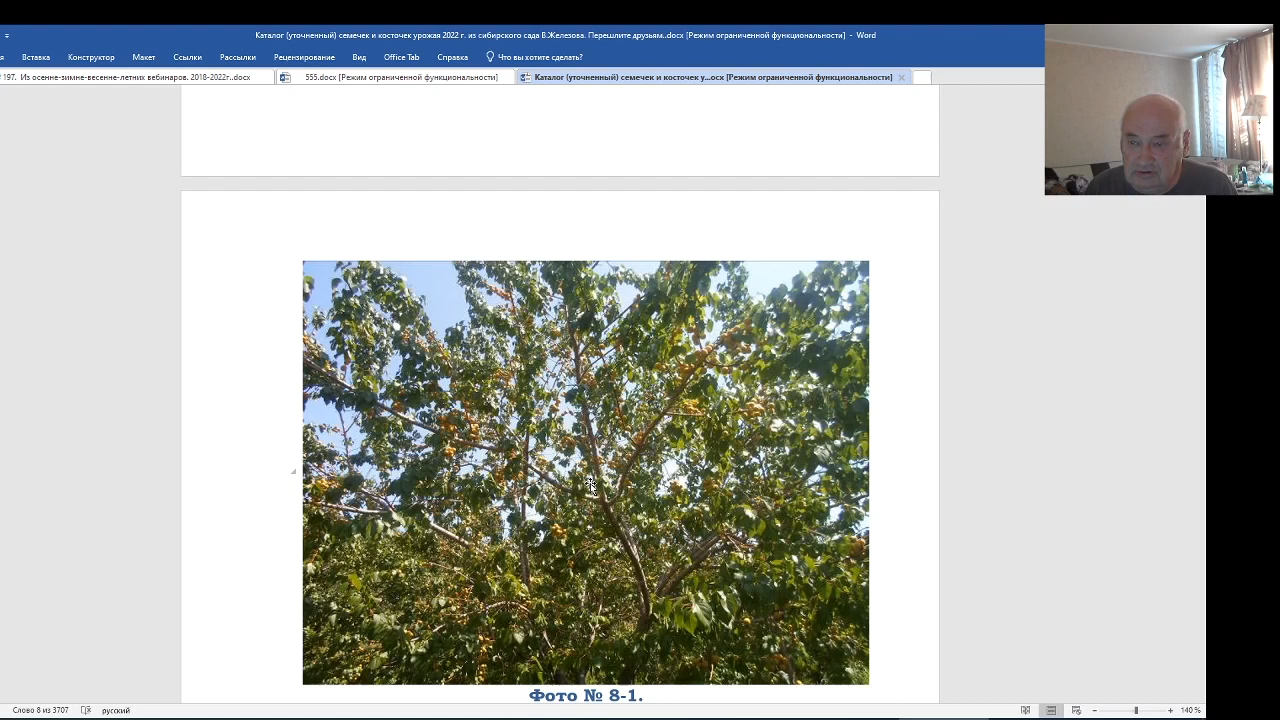 Каталог (уточненный) семечек и косточек урожая 2022 г. из сибирского сада В.Железова. Перешлите друзьям..docx [Режим ограниченной функциональности] - Word
Вставка Конструктор Макет Ссылки Рассылки Рецензирование Вид Office Tab Справка Что вы хотите сделать?
197. Из осенне-зимне-весенне-летних вебинаров. 2018-2022г..docx 555.docx [Режим ограниченной функциональности] Каталог (уточненный) семечек и косточек у...ocx [Режим ограниченной функциональности]
Фото № 8-1.
Слово 8 из 3707 русский 140 %